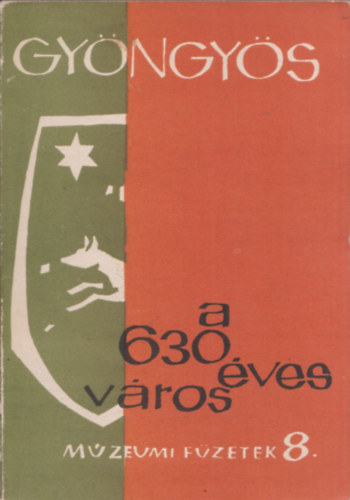 GYÖNGYÖS
a
630
éves
város
MÚZEUMI FÜZETEK 8.